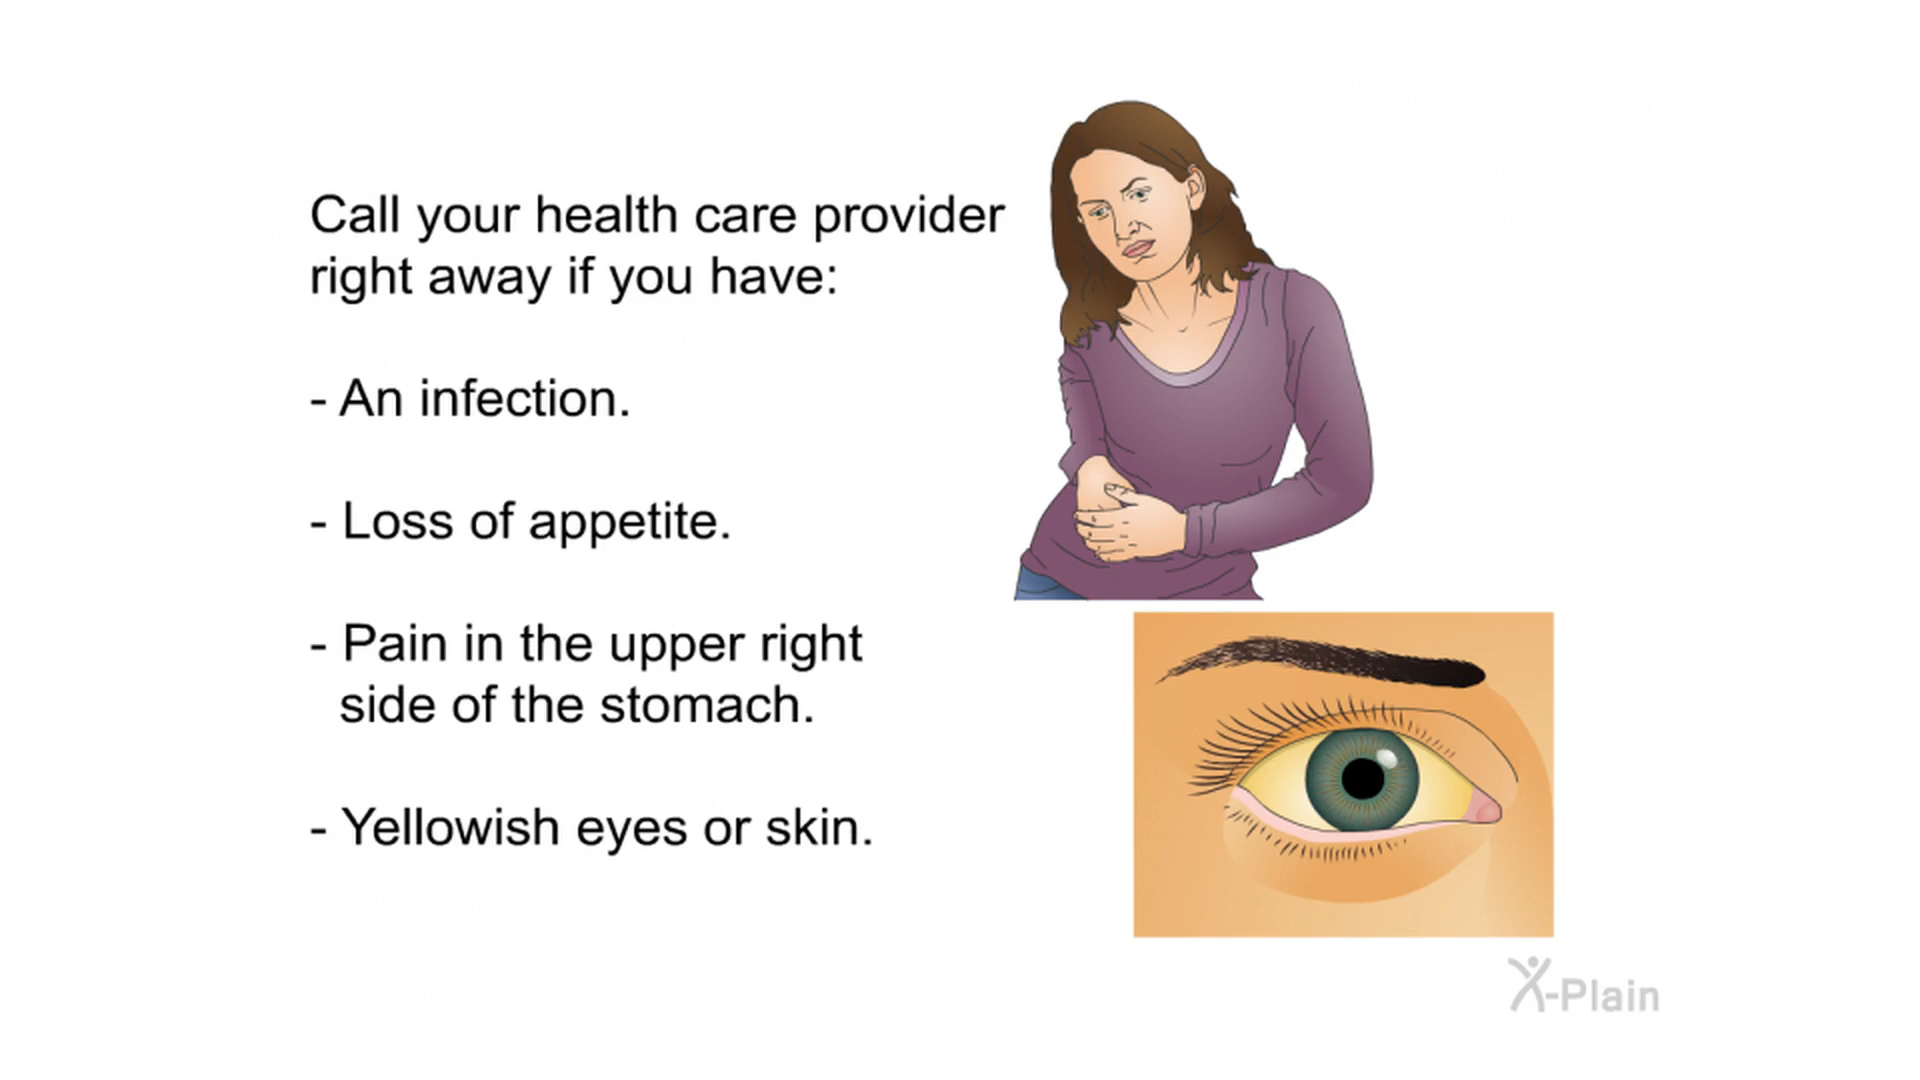 Call your health care provider
right away if you have:
- An infection.
- Loss of appetite.
- Pain in the upper right
side of the stomach.
- Yellowish eyes or skin.
X-Plain